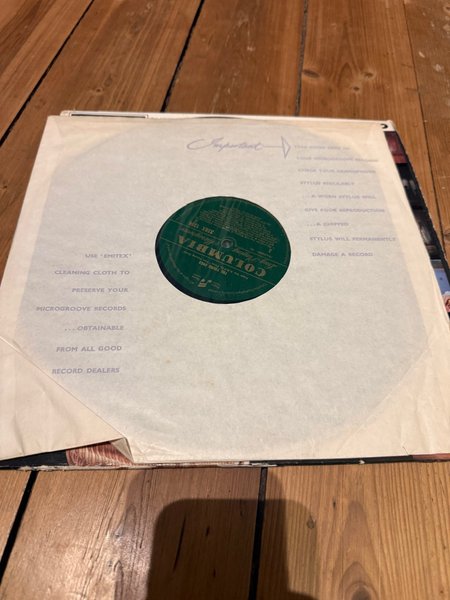 Important
TAKE GOOD CARE OF
YOUR MICROGROOVE RECORDS
CHECK YOUR GRAMOPHONE
STYLUS REGULARLY
...A WORN STYLUS WILL
GIVE POOR REPRODUCTION
...A CHIPPED
STYLUS WILL PERMANENTLY
DAMAGE A RECORD
USE 'EMITEX'
CLEANING CLOTH TO
PRESERVE YOUR
MICROGROOVE RECORDS
...OBTAINABLE
FROM ALL GOOD
RECORD DEALERS
COLUMBIA